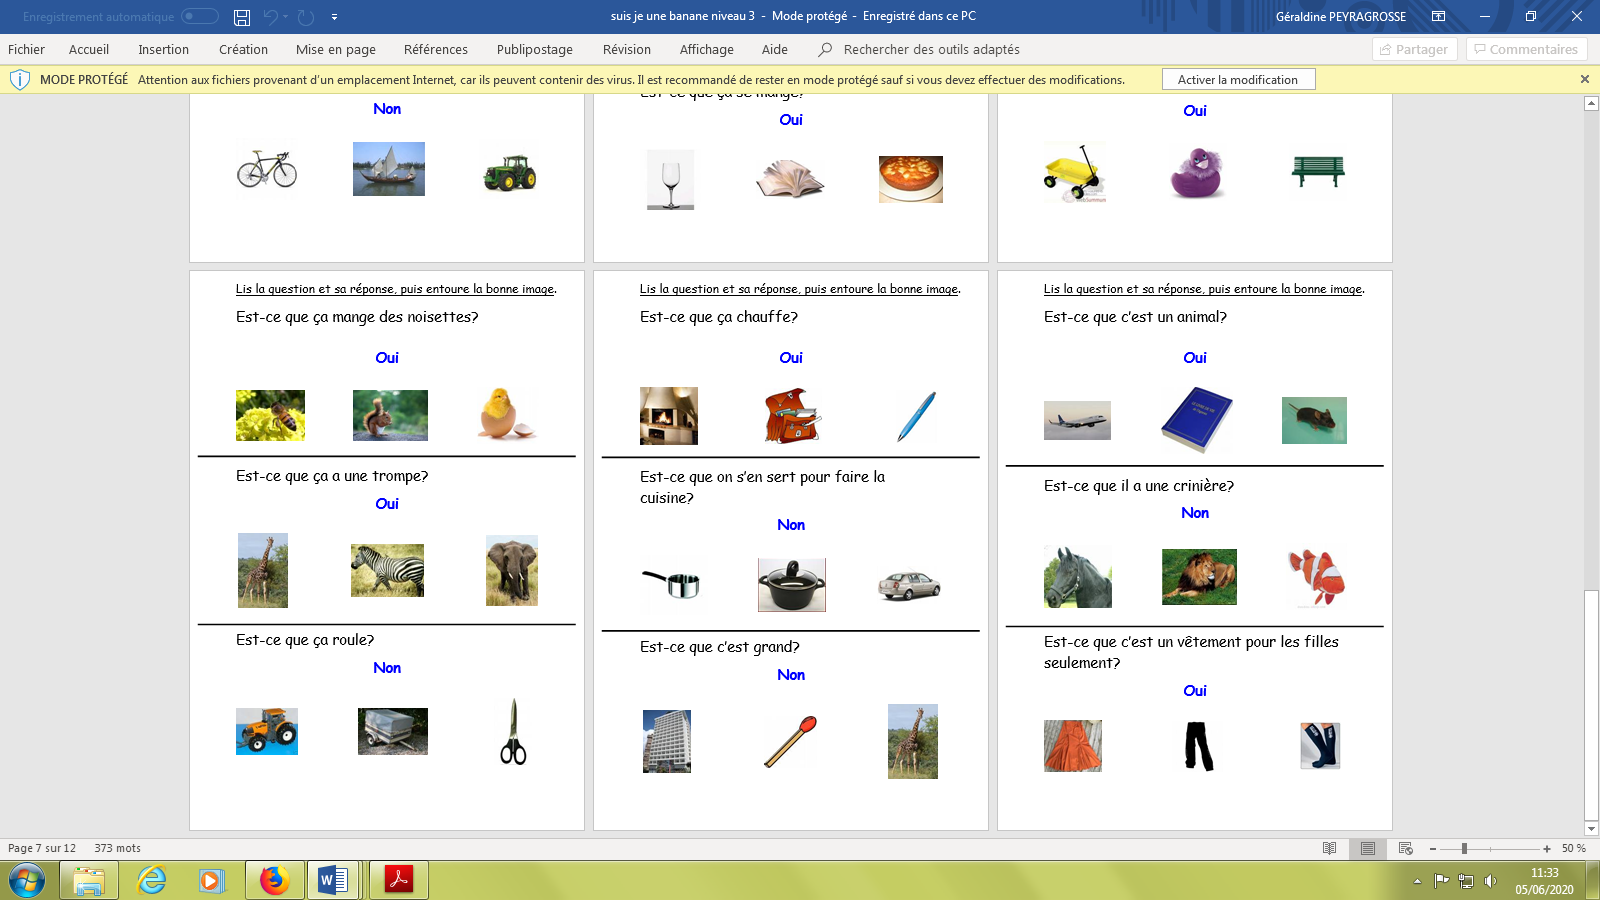 Enregistrement automatique
suis je une banane niveau 3 - Mode protégé - Enregistré dans ce PC
Géraldine PEYRAGROSSE
Fichier Accueil Insertion Création Mise en page Références Publipostage Révision Affichage Aide Rechercher des outils adaptés
Partager Commentaires
MODE PROTÉGÉ Attention aux fichiers provenant d'un emplacement Internet, car ils peuvent contenir des virus. Il est recommandé de rester en mode protégé sauf si vous devez effectuer des modifications. Activer la modification
Non
Est-ce que ça se mange?
Oui
Oui
Lis la question et sa réponse, puis entoure la bonne image.
Est-ce que ça mange des noisettes?
Oui
Est-ce que ça a une trompe?
Oui
Est-ce que ça roule?
Non
Lis la question et sa réponse, puis entoure la bonne image.
Est-ce que ça chauffe?
Oui
Est-ce que on s'en sert pour faire la
cuisine?
Non
Est-ce que c'est grand?
Non
Lis la question et sa réponse, puis entoure la bonne image.
Est-ce que c'est un animal?
Oui
Est-ce que il a une crinière?
Non
Est-ce que c'est un vêtement pour les filles
seulement?
Oui
Page 7 sur 12 373 mots
50 %
11:33
05/06/2020